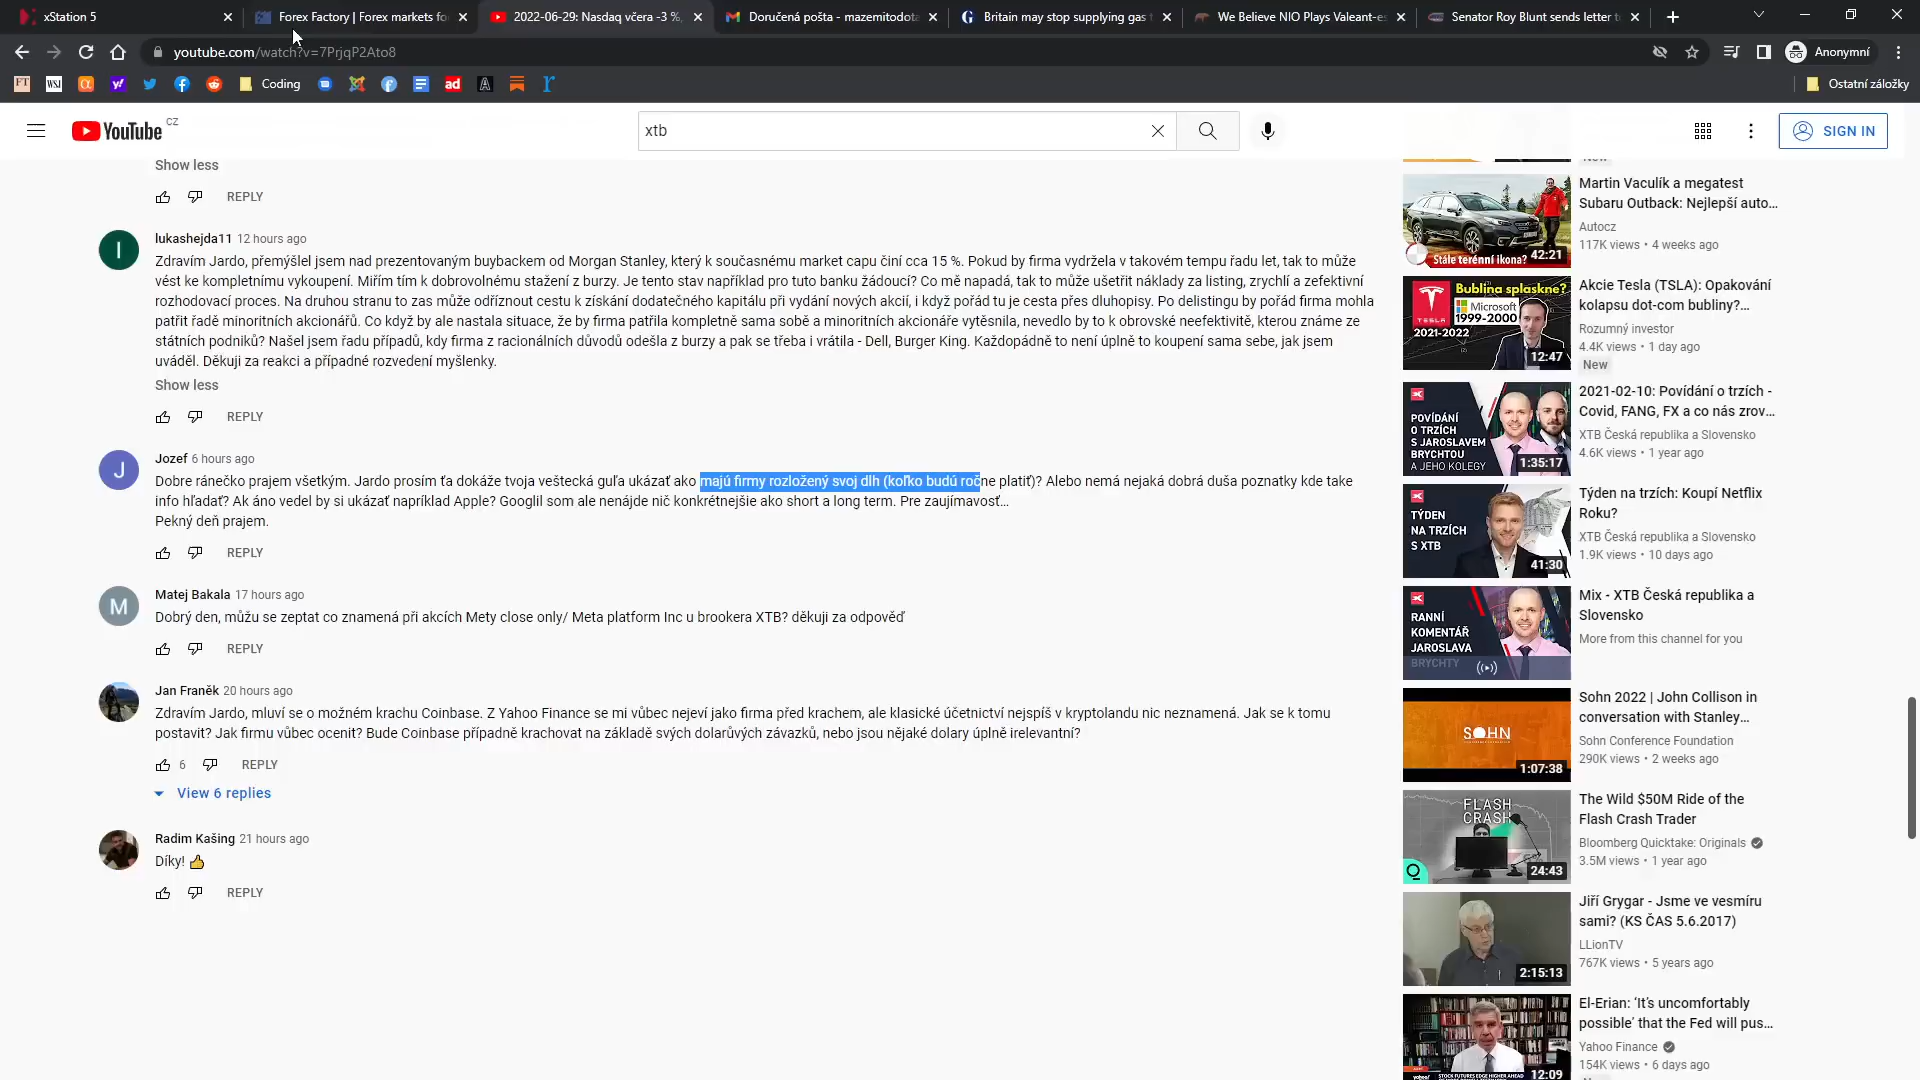 xStation 5
Forex Factory | Forex markets fo
2022-06-29: Nasdaq včera -3 %,
Doručená pošta - mazemitodota
Britain may stop supplying gas t
We Believe NIO Plays Valeant-es
Senator Roy Blunt sends letter t
youtube.com/watch?v=7PrjqP2Ato8
Anonymní
FT
WSJ
Coding
ad
Ostatní záložky
YouTube CZ
xtb
SIGN IN
Show less
REPLY
lukashejda11 12 hours ago
Zdravím Jardo, přemýšlel jsem nad prezentovaným buybackem od Morgan Stanley, který k současnému market capu činí cca 15 %. Pokud by firma vydržela v takovém tempu řadu let, tak to může
vést ke kompletnímu vykoupení. Miřím tím k dobrovolnému stažení z burzy. Je tento stav například pro tuto banku žádoucí? Co mě napadá, tak to může ušetřit náklady za listing, zrychlí a zefektivní
rozhodovací proces. Na druhou stranu to zas může odříznout cestu k získání dodatečného kapitálu při vydání nových akcií, i když pořád tu je cesta přes dluhopisy. Po delistingu by pořád firma mohla
patřit řadě minoritních akcionářů. Co když by ale nastala situace, že by firma patřila kompletně sama sobě a minoritních akcionáře vytěsnila, nevedlo by to k obrovské neefektivitě, kterou známe ze
státních podniků? Našel jsem řadu případů, kdy firma z racionálních důvodů odešla z burzy a pak se třeba i vrátila - Dell, Burger King. Každopádně to není úplně to koupení sama sebe, jak jsem
uváděl. Děkuji za reakci a případné rozvedení myšlenky.
Show less
REPLY
J
Jozef 6 hours ago
Dobre ránečko prajem všetkým. Jardo prosím ťa dokáže tvoja veštecká guľa ukázať ako majú firmy rozložený svoj dlh (koľko budú ročne platiť)? Alebo nemá nejaká dobrá duša poznatky kde take
info hľadať? Ak áno vedel by si ukázať napríklad Apple? Googlil som ale nenájde nič konkrétnejšie ako short a long term. Pre zaujímavosť...
Pekný deň prajem.
REPLY
M
Matej Bakala 17 hours ago
Dobrý den, můžu se zeptat co znamená při akcích Mety close only/ Meta platform Inc u brookera XTB? děkuji za odpověď
REPLY
Jan Franěk 20 hours ago
Zdravím Jardo, mluví se o možném krachu Coinbase. Z Yahoo Finance se mi vůbec nejeví jako firma před krachem, ale klasické účetnictví nejspíš v kryptolandu nic neznamená. Jak se k tomu
postavit? Jak firmu vůbec ocenit? Bude Coinbase případně krachovat na základě svých dolarůvých závazků, nebo jsou nějaké dolary úplně irelevantní?
6 REPLY
View 6 replies
Radim Kašing 21 hours ago
Díky! 👍
REPLY
Stále terénní ikona?
42:21
Martin Vaculík a megatest
Subaru Outback: Nejlepší auto...
Autocz
117K views • 4 weeks ago
Bublina splaskne?
Microsoft
1999-2000
2021-2022
12:47
Akcie Tesla (TSLA): Opakování
kolapsu dot-com bubliny?...
Rozumný investor
4.4K views • 1 day ago
New
POVÍDÁNÍ
O TRZÍCH
S JAROSLAVEM
BRYCHTOU
A JEHO KOLEGY
1:35:17
2021-02-10: Povídání o trzích -
Covid, FANG, FX a co nás zrov...
XTB Česká republika a Slovensko
4.6K views • 1 year ago
TÝDEN
NA TRZÍCH
S XTB
41:30
Týden na trzích: Koupí Netflix
Roku?
XTB Česká republika a Slovensko
1.9K views • 10 days ago
RANNÍ
KOMENTÁŘ
JAROSLAVA
BRYCHTY
Mix - XTB Česká republika a
Slovensko
More from this channel for you
SOHN
1:07:38
Sohn 2022 | John Collison in
conversation with Stanley...
Sohn Conference Foundation
290K views • 2 weeks ago
FLASH
CRASH
24:43
The Wild $50M Ride of the
Flash Crash Trader
Bloomberg Quicktake: Originals
3.5M views • 1 year ago
2:15:13
Jiří Grygar - Jsme ve vesmíru
sami? (KS ČAS 5.6.2017)
LLionTV
767K views • 5 years ago
STOCK FUTURES EDGE HIGHER AHEAD
12:09
El-Erian: 'It's uncomfortably
possible' that the Fed will pus...
Yahoo Finance
154K views • 6 days ago